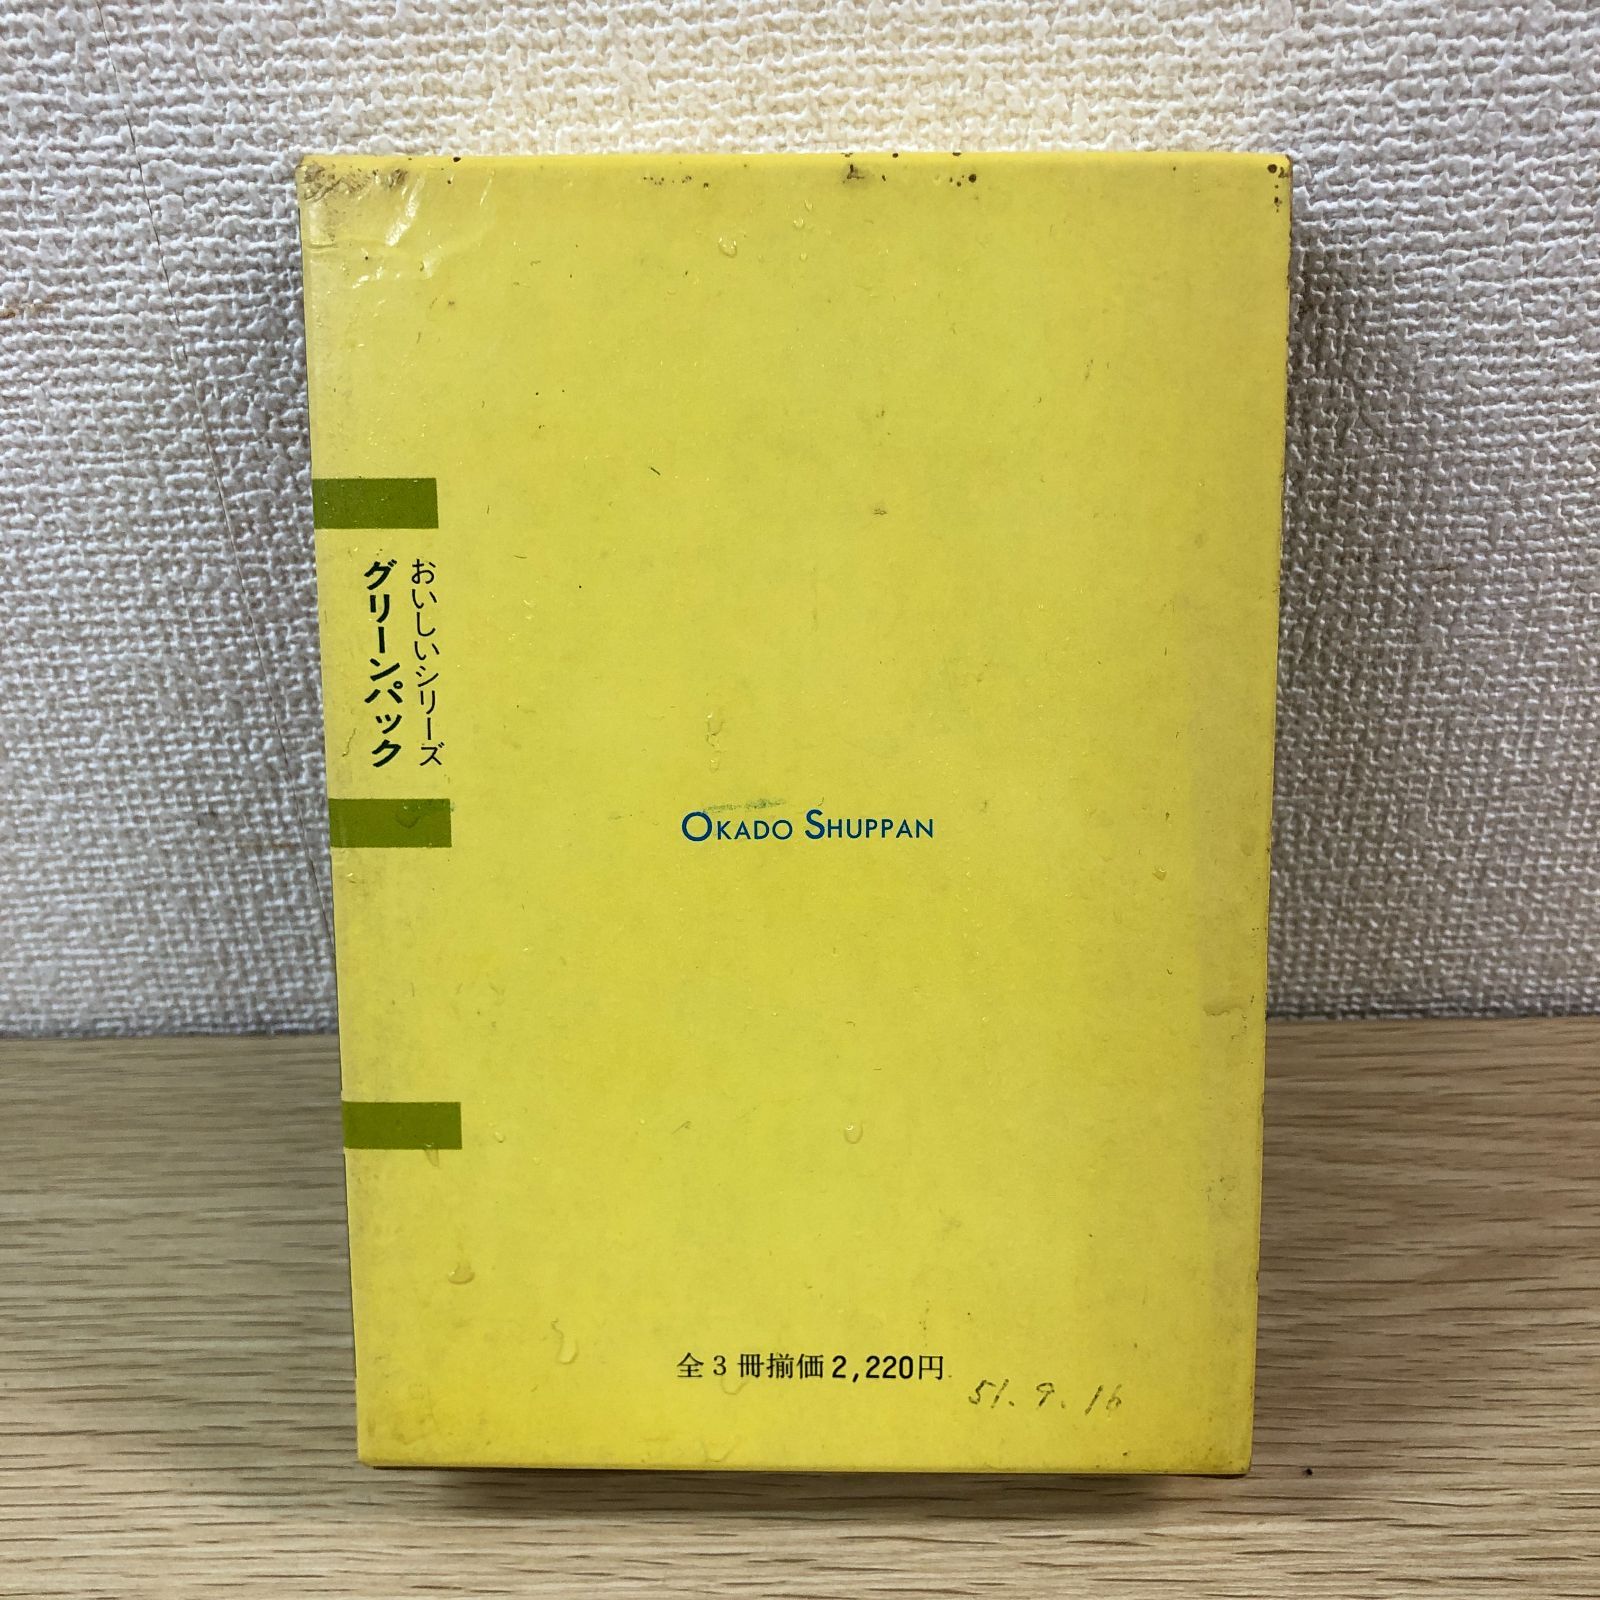 おいしいシリーズ
グリーンパック
OKADO SHUPPAN
全3冊揃価2,220円
51.9.16